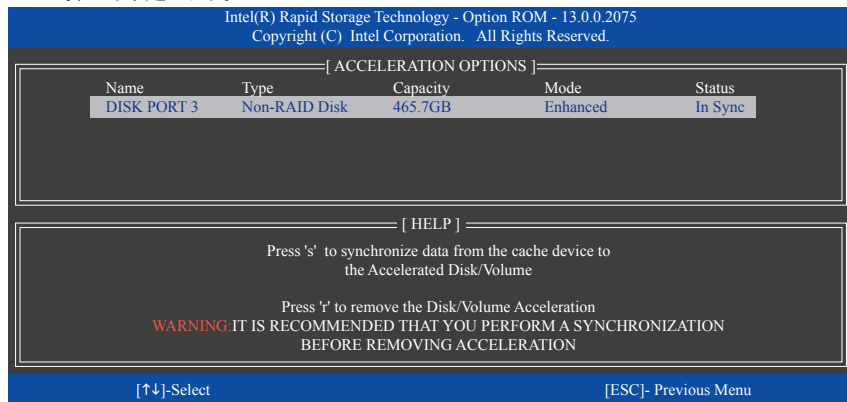 Intel(R) Rapid Storage Technology - Option ROM - 13.0.0.2075
Copyright (C) Intel Corporation. All Rights Reserved.
[ ACCELERATION OPTIONS ]
Name Type Capacity Mode Status
DISK PORT 3 Non-RAID Disk 465.7GB Enhanced In Sync
[ HELP ]
Press 's' to synchronize data from the cache device to
the Accelerated Disk/Volume
Press 'r' to remove the Disk/Volume Acceleration
WARNING:IT IS RECOMMENDED THAT YOU PERFORM A SYNCHRONIZATION
BEFORE REMOVING ACCELERATION
[↑↓]-Select [ESC]- Previous Menu